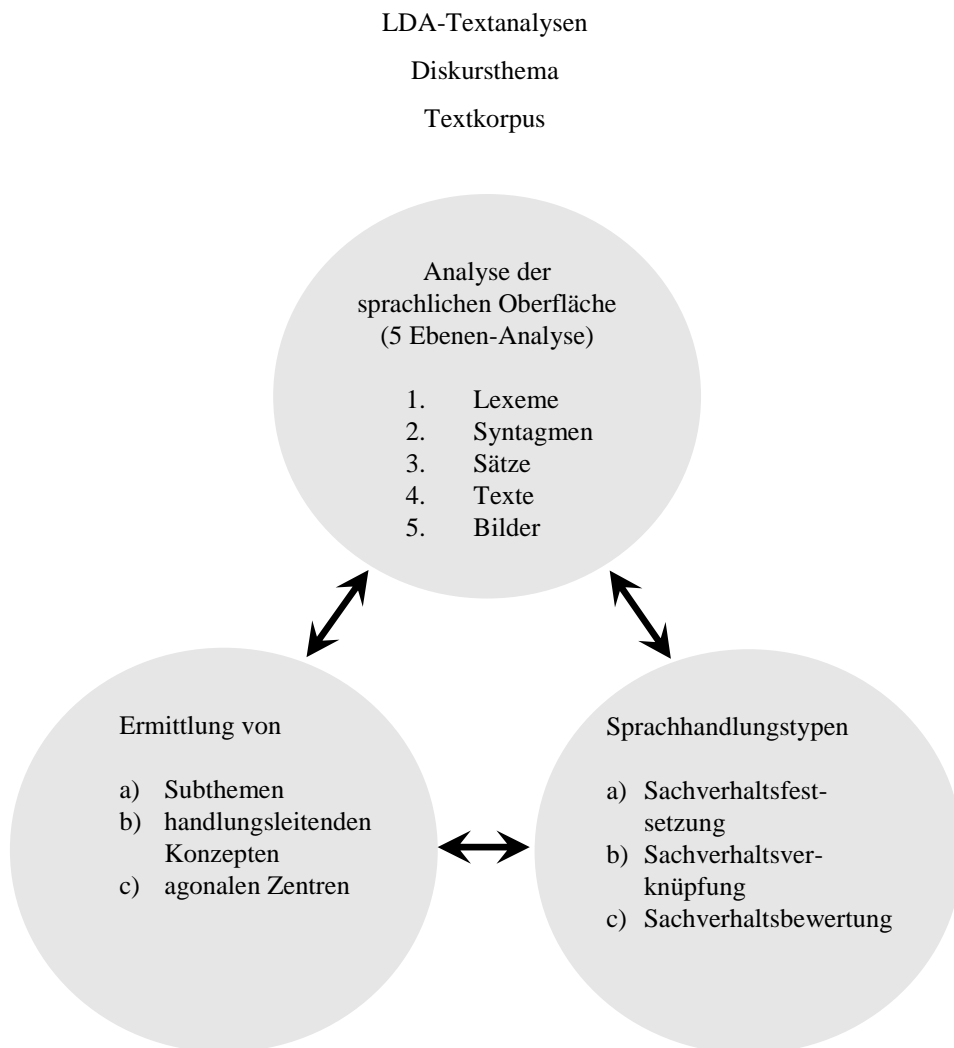 LDA-Textanalysen
Diskursthema
Textkorpus
Analyse der
sprachlichen Oberfläche
(5 Ebenen-Analyse)
1. Lexeme
2. Syntagmen
3. Sätze
4. Texte
5. Bilder
Ermittlung von
a) Subthemen
b) handlungsleitenden
Konzepten
c) agonalen Zentren
Sprachhandlungstypen
a) Sachverhaltsfest-
setzung
b) Sachverhaltsver-
knüpfung
c) Sachverhaltsbewertung